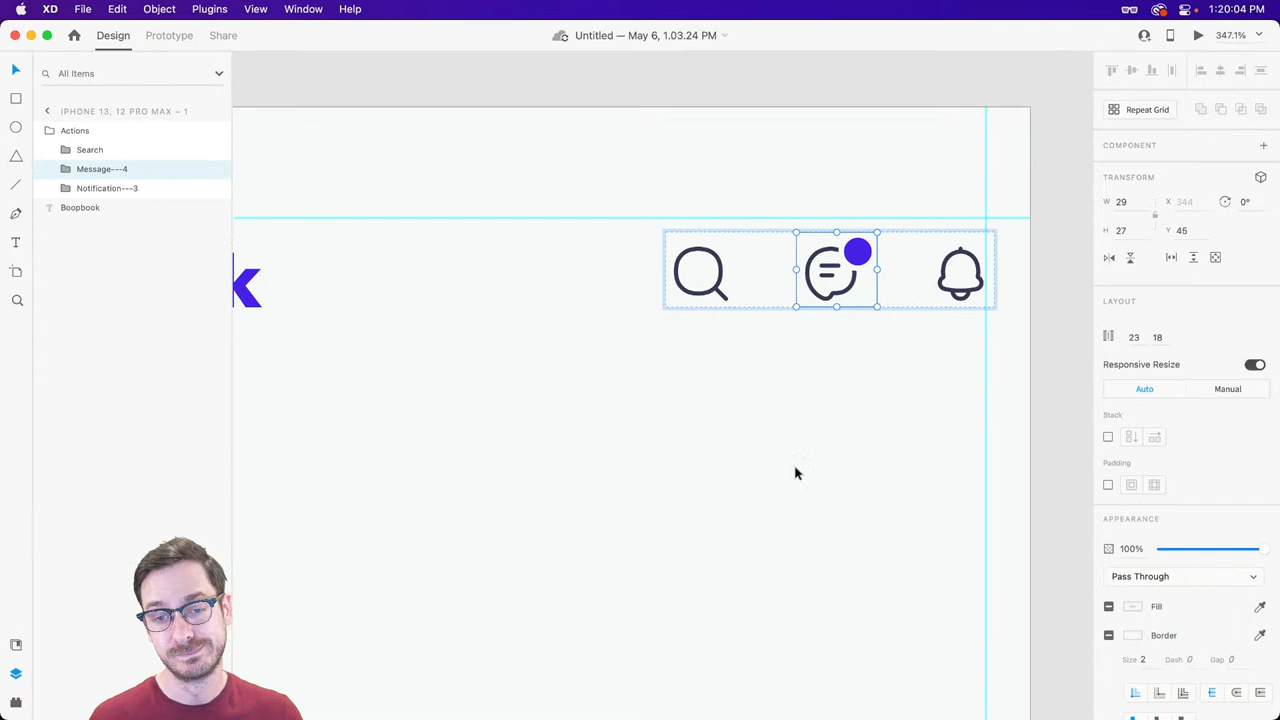 XD File Edit Object Plugins View Window Help 1:20:04 PM
Design Prototype Share Untitled — May 6, 1.03.24 PM 347.1%
All Items
IPHONE 13, 12 PRO MAX – 1
Actions
Search
Message---4
Notification---3
Boopbook
k
Repeat Grid
COMPONENT
TRANSFORM
W 29 X 344 0°
H 27 Y 45
LAYOUT
23 18
Responsive Resize
Auto Manual
Stack
Padding
APPEARANCE
100%
Pass Through
Fill
Border
Size 2 Dash 0 Gap 0